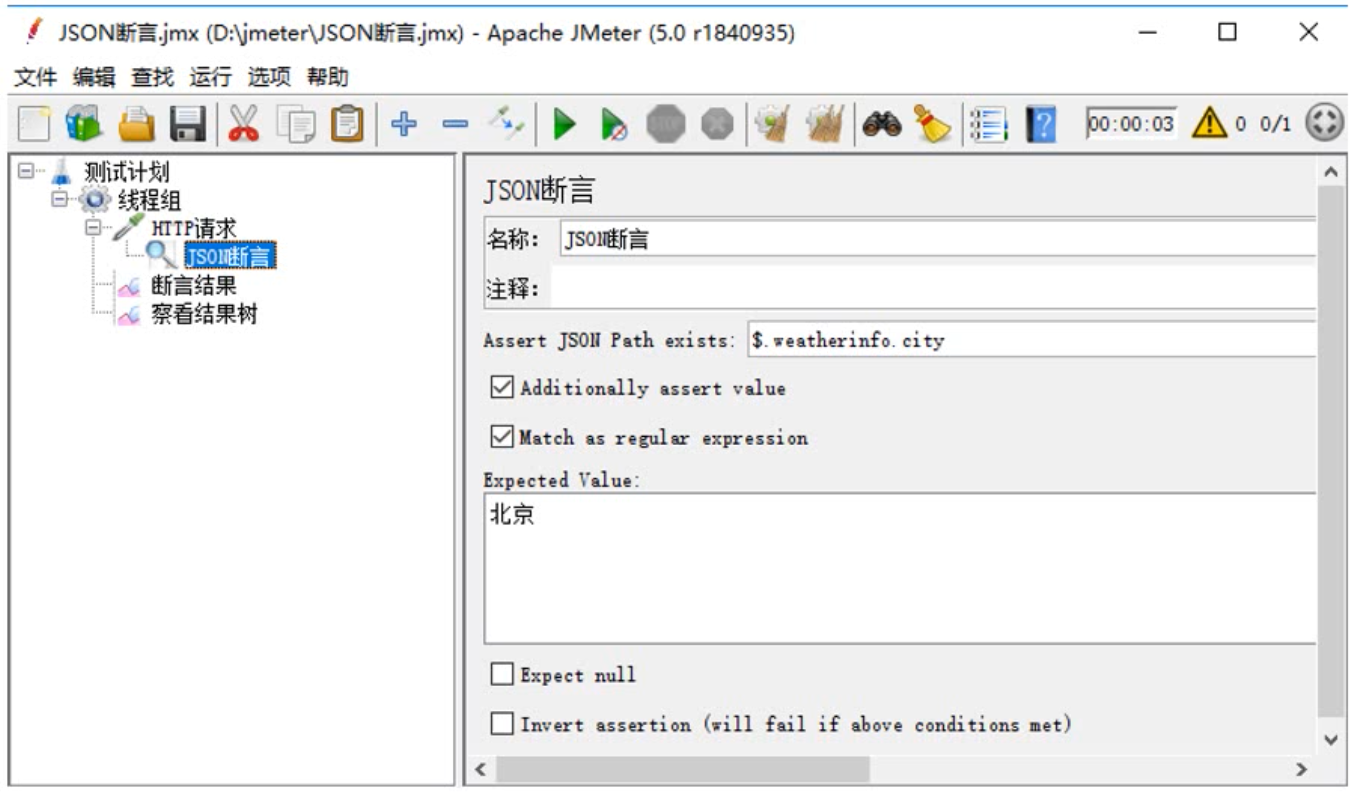 JSON断言.jmx (D:\jmeter\JSON断言.jmx) - Apache JMeter (5.0 r1840935)
文件 编辑 查找 运行 选项 帮助
00:00:03 0 0/1
测试计划
线程组
HTTP请求
JSON断言
断言结果
察看结果树
JSON断言
名称： JSON断言
注释：
Assert JSON Path exists: $.weatherinfo.city
Additionally assert value
Match as regular expression
Expected Value:
北京
Expect null
Invert assertion (will fail if above conditions met)